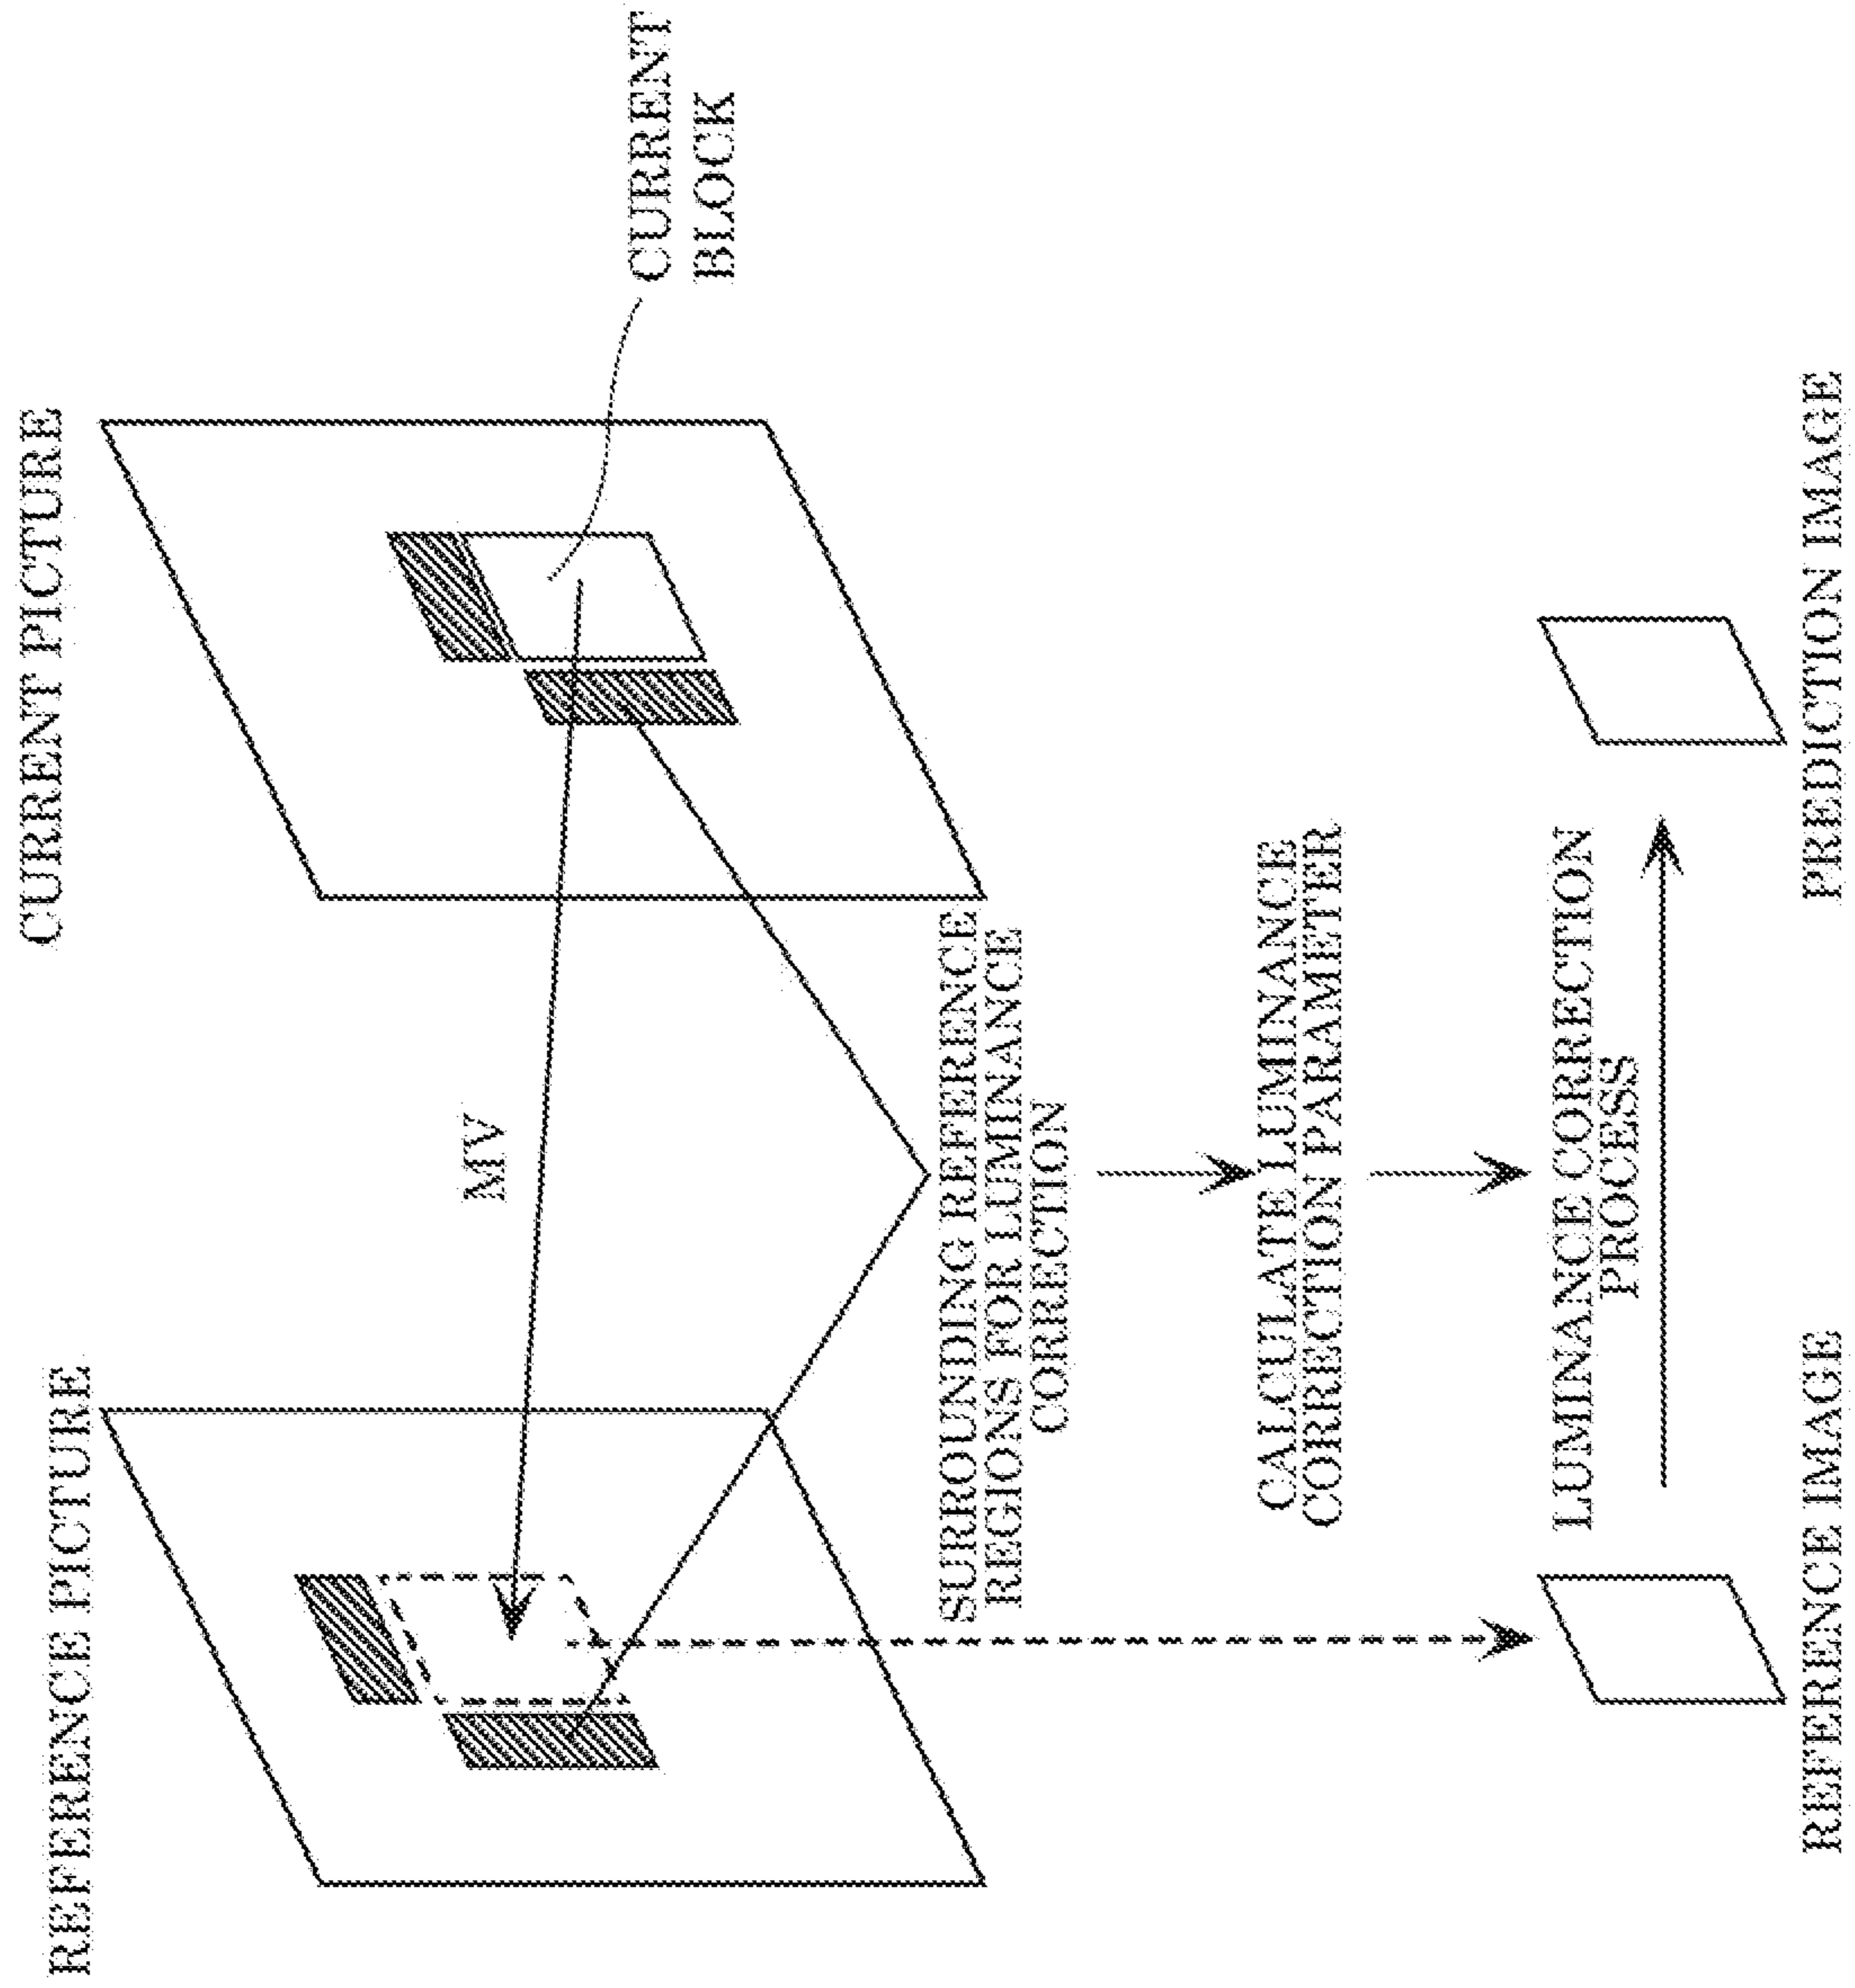 REFERENCE PICTURE
CURRENT PICTURE
MV
CURRENT
BLOCK
SURROUNDING REFERENCE
REGIONS FOR LUMINANCE
CORRECTION
CALCULATE LUMINANCE
CORRECTION PARAMETER
LUMINANCE CORRECTION
PROCESS
REFERENCE IMAGE
PREDICTION IMAGE